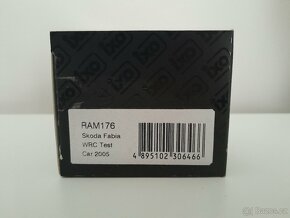 RAM176
Skoda Fabia
WRC Test
Car 2005
4 895102 306466